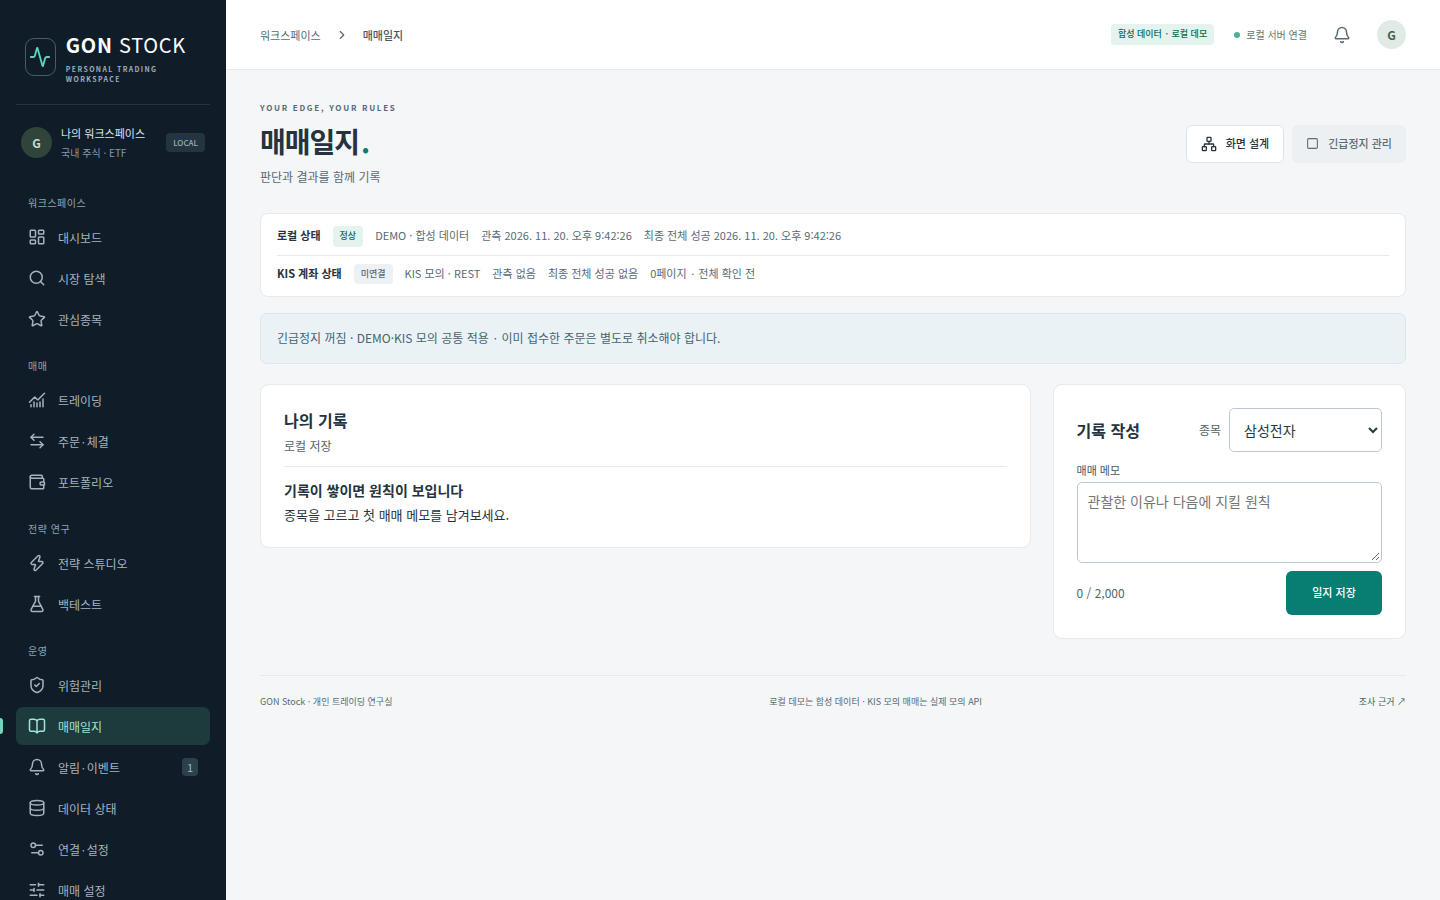 GON STOCK
PERSONAL TRADING
WORKSPACE
G
나의 워크스페이스
국내 주식 · ETF
LOCAL
워크스페이스
대시보드
시장 탐색
관심종목
매매
트레이딩
주문·체결
포트폴리오
전략 연구
전략 스튜디오
백테스트
운영
위험관리
매매일지
알림·이벤트
1
데이터 상태
연결·설정
매매 설정
워크스페이스 > 매매일지
합성 데이터 · 로컬 데모
로컬 서버 연결
G
YOUR EDGE, YOUR RULES
매매일지.
판단과 결과를 함께 기록
화면 설계
긴급정지 관리
로컬 상태 정상 DEMO · 합성 데이터 관측 2026. 11. 20. 오후 9:42:26 최종 전체 성공 2026. 11. 20. 오후 9:42:26
KIS 계좌 상태 미연결 KIS 모의 · REST 관측 없음 최종 전체 성공 없음 0페이지 · 전체 확인 전
긴급정지 꺼짐 · DEMO·KIS 모의 공통 적용 · 이미 접수한 주문은 별도로 취소해야 합니다.
나의 기록
로컬 저장
기록이 쌓이면 원칙이 보입니다
종목을 고르고 첫 매매 메모를 남겨보세요.
기록 작성
종목
삼성전자
매매 메모
관찰한 이유나 다음에 지킬 원칙
0 / 2,000
일지 저장
GON Stock · 개인 트레이딩 연구실
로컬 데모는 합성 데이터 · KIS 모의 매매는 실제 모의 API
조사 근거 ↗